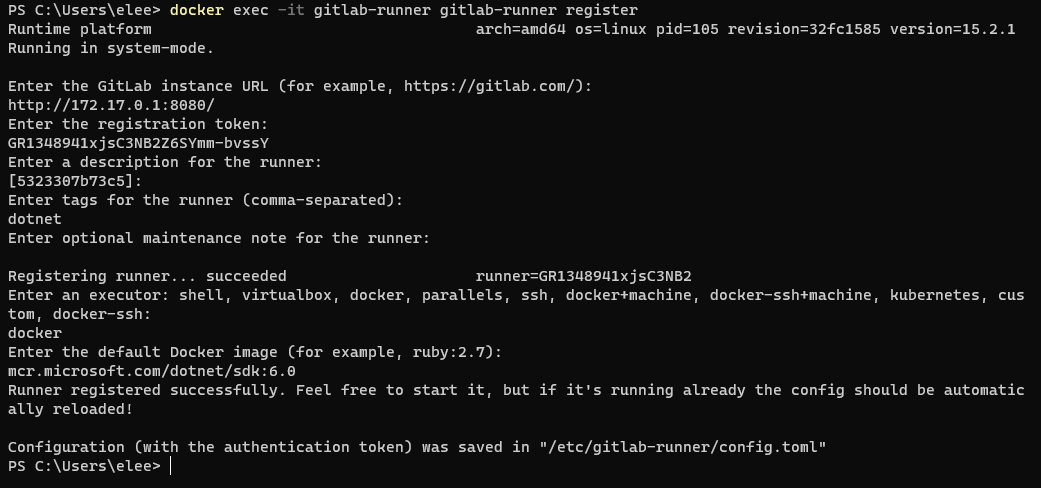 PS C:\Users\elee> docker exec -it gitlab-runner gitlab-runner register
Runtime platform                                    arch=amd64 os=linux pid=105 revision=32fc1585 version=15.2.1
Running in system-mode.

Enter the GitLab instance URL (for example, https://gitlab.com/):
http://172.17.0.1:8080/
Enter the registration token:
GR1348941xjsC3NB2Z6SYmm-bvssY
Enter a description for the runner:
[5323307b73c5]:
Enter tags for the runner (comma-separated):
dotnet
Enter optional maintenance note for the runner:

Registering runner... succeeded                     runner=GR1348941xjsC3NB2
Enter an executor: shell, virtualbox, docker, parallels, ssh, docker+machine, docker-ssh+machine, kubernetes, cus
tom, docker-ssh:
docker
Enter the default Docker image (for example, ruby:2.7):
mcr.microsoft.com/dotnet/sdk:6.0
Runner registered successfully. Feel free to start it, but if it's running already the config should be automatic
ally reloaded!

Configuration (with the authentication token) was saved in "/etc/gitlab-runner/config.toml"
PS C:\Users\elee>